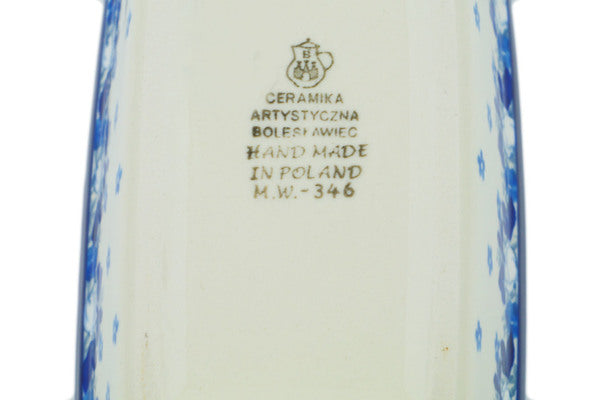 B
CERAMIKA
ARTYSTYCZNA
BOLESŁAWIEC
HAND MADE
IN POLAND
M.W.-346